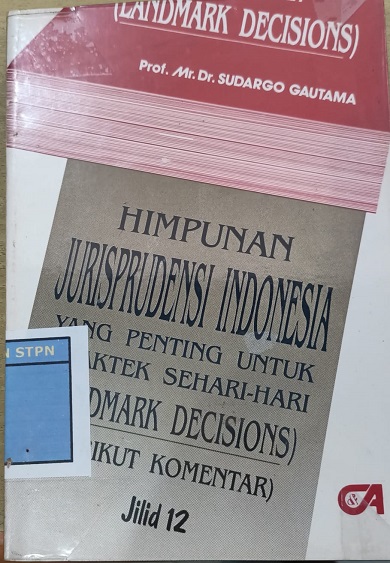 (LANDMARK DECISIONS)
Prof. Mr. Dr. SUDARGO GAUTAMA
HIMPUNAN
JURISPRUDENSI INDONESIA
YANG PENTING UNTUK
AKTEK SEHARI-HARI
DMARK DECISIONS)
IKUT KOMENTAR)
Jilid 12
N STPN
C&A